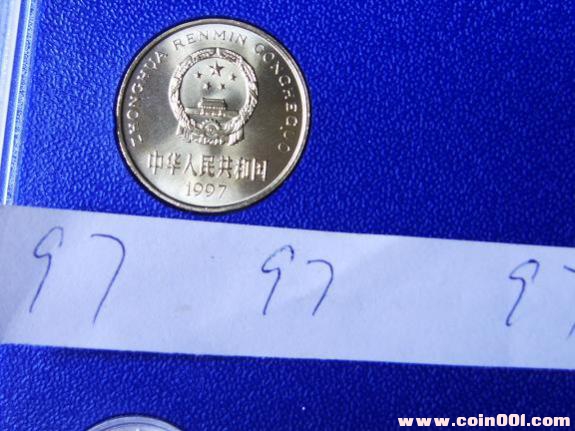 ZHONGHUA RENMIN GONGHEGUO
中华人民共和国
1997
97 97 97
www.coin001.com